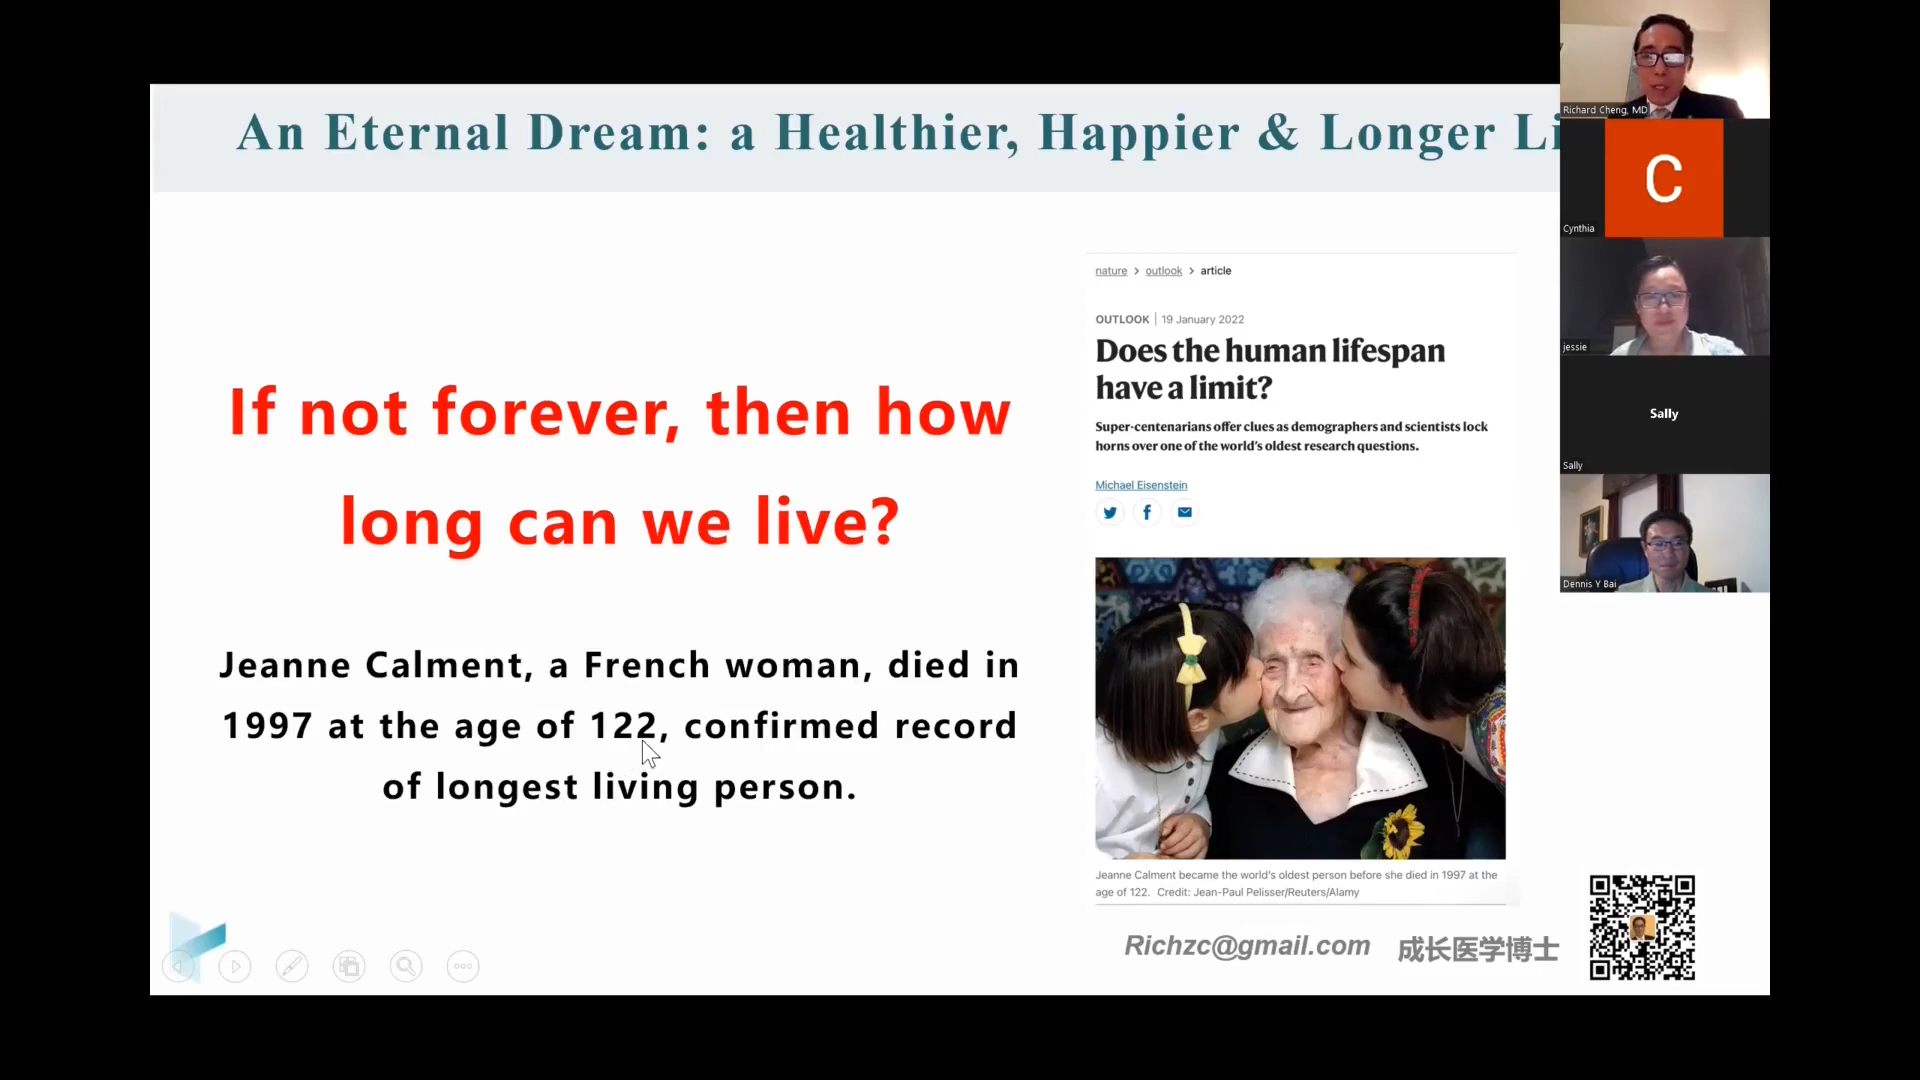 An Eternal Dream: a Healthier, Happier & Longer Li
If not forever, then how
long can we live?
Jeanne Calment, a French woman, died in
1997 at the age of 122, confirmed record
of longest living person.
nature > outlook > article
OUTLOOK | 19 January 2022
Does the human lifespan
have a limit?
Super-centenarians offer clues as demographers and scientists lock
horns over one of the world's oldest research questions.
Michael Eisenstein
Jeanne Calment became the world's oldest person before she died in 1997 at the
age of 122. Credit: Jean-Paul Pelisser/Reuters/Alamy
Richzc@gmail.com 成长医学博士
Richard Cheng, MD
C
Cynthia
jessie
Sally
Sally
Dennis Y Bai